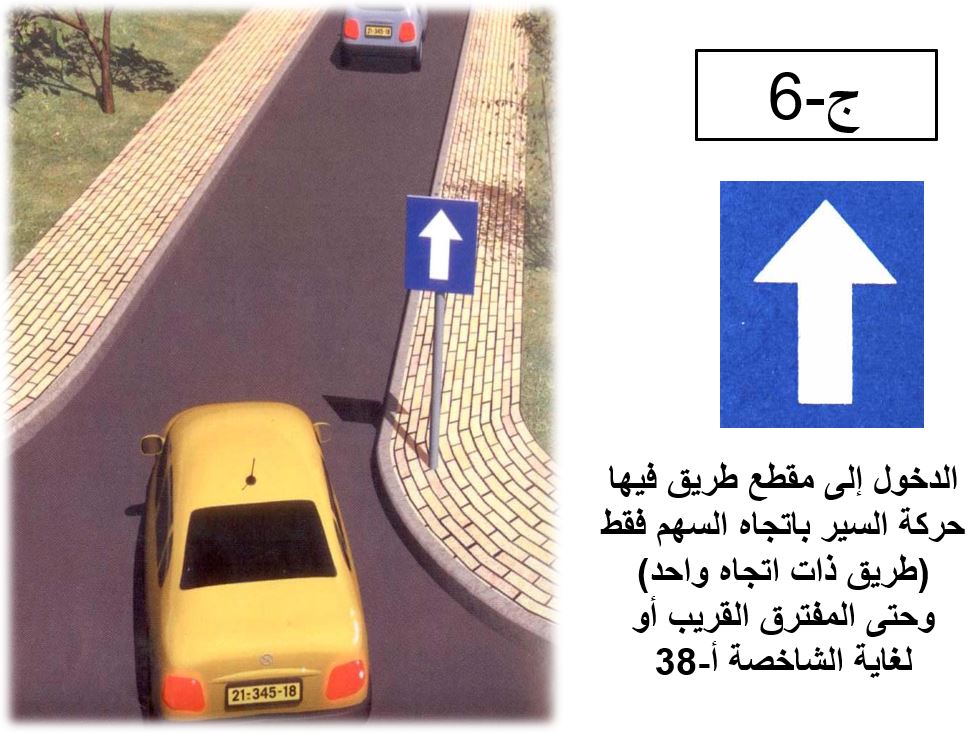 ج-6
الدخول إلى مقطع طريق فيها
حركة السير باتجاه السهم فقط
(طريق ذات اتجاه واحد)
وحتى المفترق القريب أو
لغاية الشاخصة أ-38
21-345-18
21-345-18